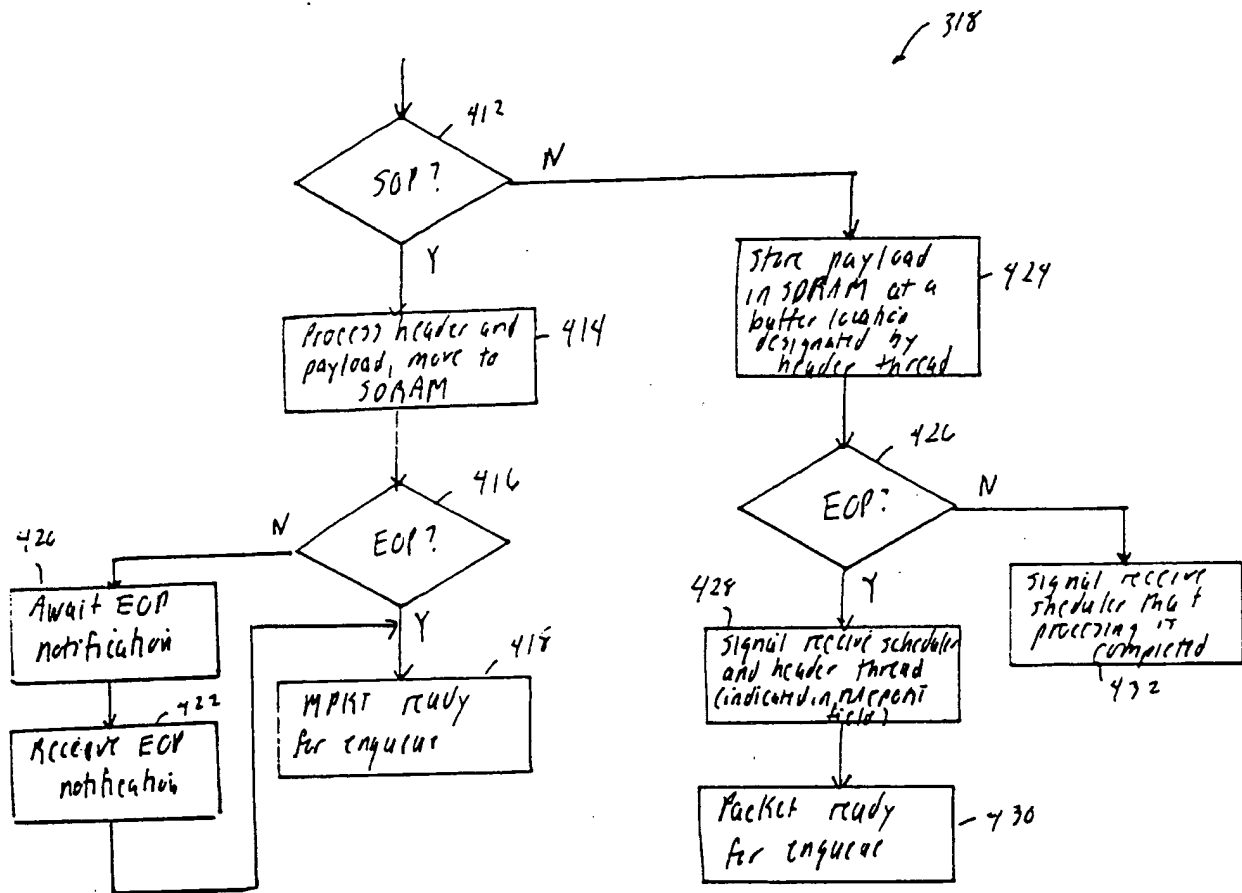 318
412
SOP?
N
Y
Process header and
payload, move to
SDRAM
414
Store payload
in SDRAM at a
buffer location
designated by
header thread
424
416
EOP?
N
Y
420
Await EOP
notification
422
Receive EOP
notification
418
MPKT ready
for enqueue
426
EOP?
N
Y
428
Signal receive scheduler
and header thread
(indicated in
field)
Signal receive
sheduler that
processing is
completed
432
Packet ready
for enqueue
430